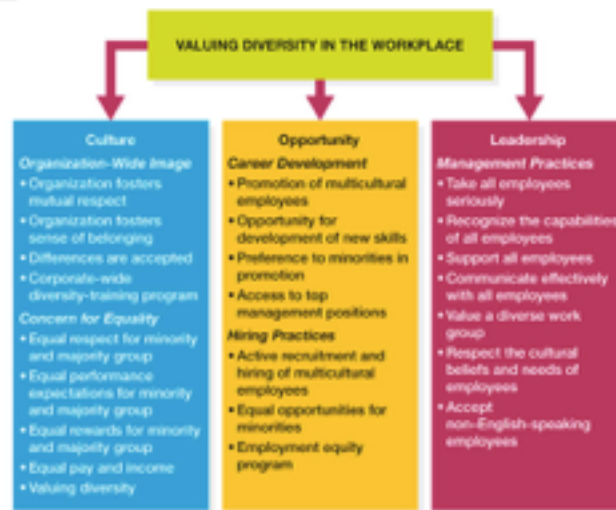 VALUING DIVERSITY IN THE WORKPLACE
Culture
Organization-Wide Image
• Organization fosters
mutual respect
• Organization fosters
sense of belonging
• Differences are accepted
• Corporate-wide
diversity-training program
Concern for Equality
• Equal respect for minority
and majority group
• Equal performance
expectations for minority
and majority group
• Equal rewards for minority
and majority group
• Equal pay and income
• Valuing diversity
Opportunity
Career Development
• Promotion of multicultural
employees
• Opportunity for
development of new skills
• Preference to minorities in
promotion
• Access to top
management positions
Hiring Practices
• Active recruitment and
hiring of multicultural
employees
• Equal opportunities for
minorities
• Employment equity
program
Leadership
Management Practices
• Take all employees
seriously
• Recognize the capabilities
of all employees
• Support all employees
• Communicate effectively
with all employees
• Value a diverse work
group
• Respect the cultural
beliefs and needs of
employees
• Accept
non-English-speaking
employees